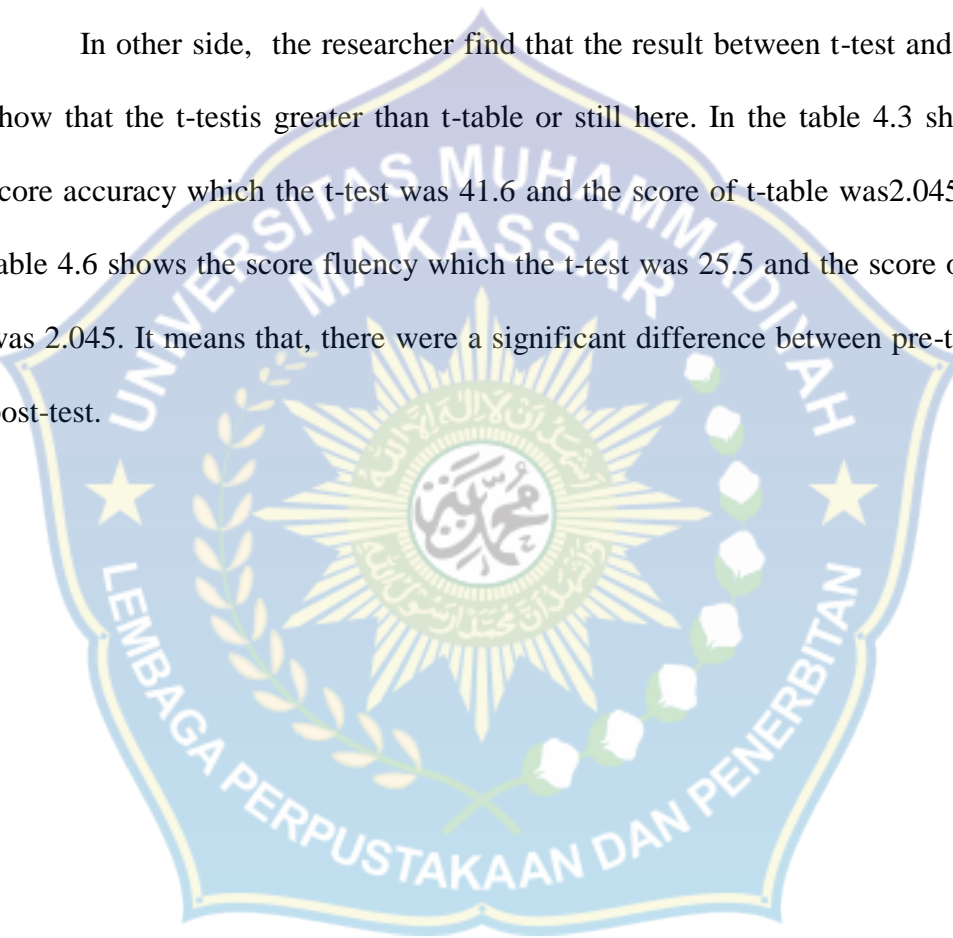 In other side, the researcher find that the result between t-test and
how that the t-testis greater than t-table or still here. In the table 4.3 sh
core accuracy which the t-test was 41.6 and the score of t-table was2.045
able 4.6 shows the score fluency which the t-test was 25.5 and the score o
was 2.045. It means that, there were a significant difference between pre-t
post-test.
UNIVERSITAS MUHAMMADIYAH
MAKASSAR
LEMBAGA PERPUSTAKAAN DAN PENERBITAN